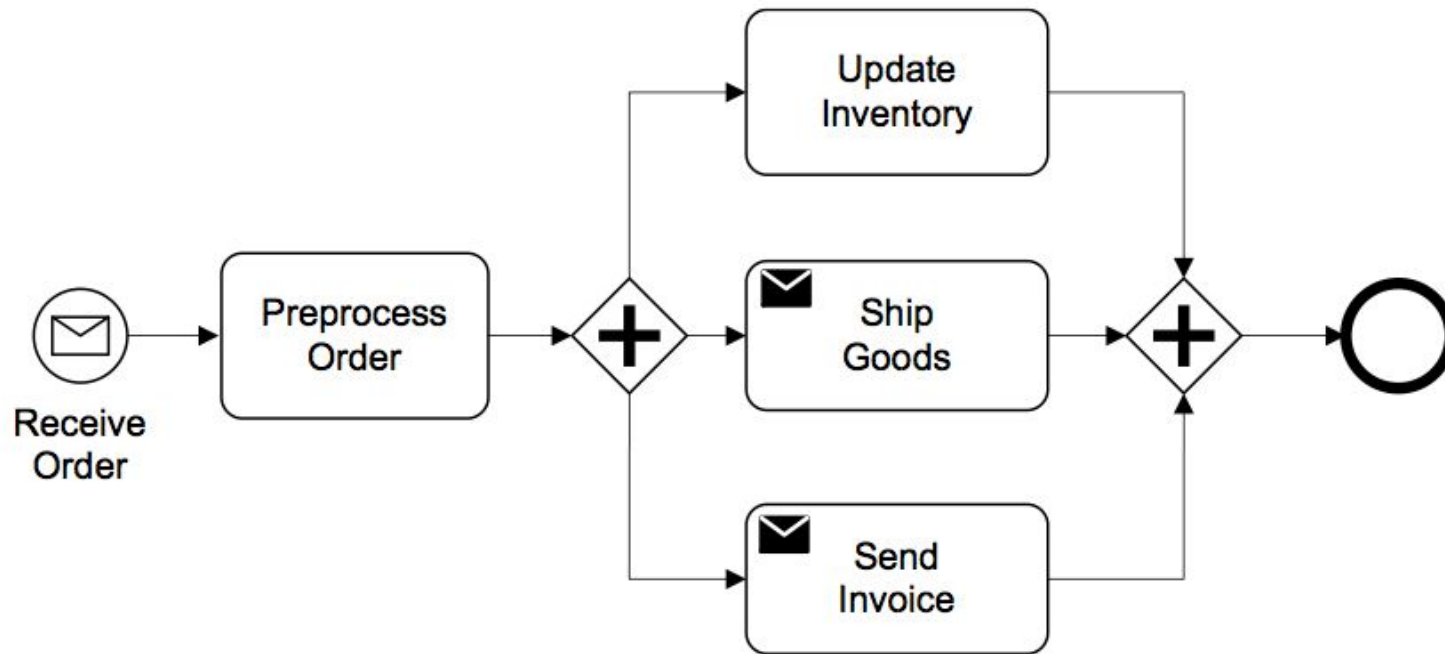 Receive
Order
Preprocess
Order
Update
Inventory
Ship
Goods
Send
Invoice